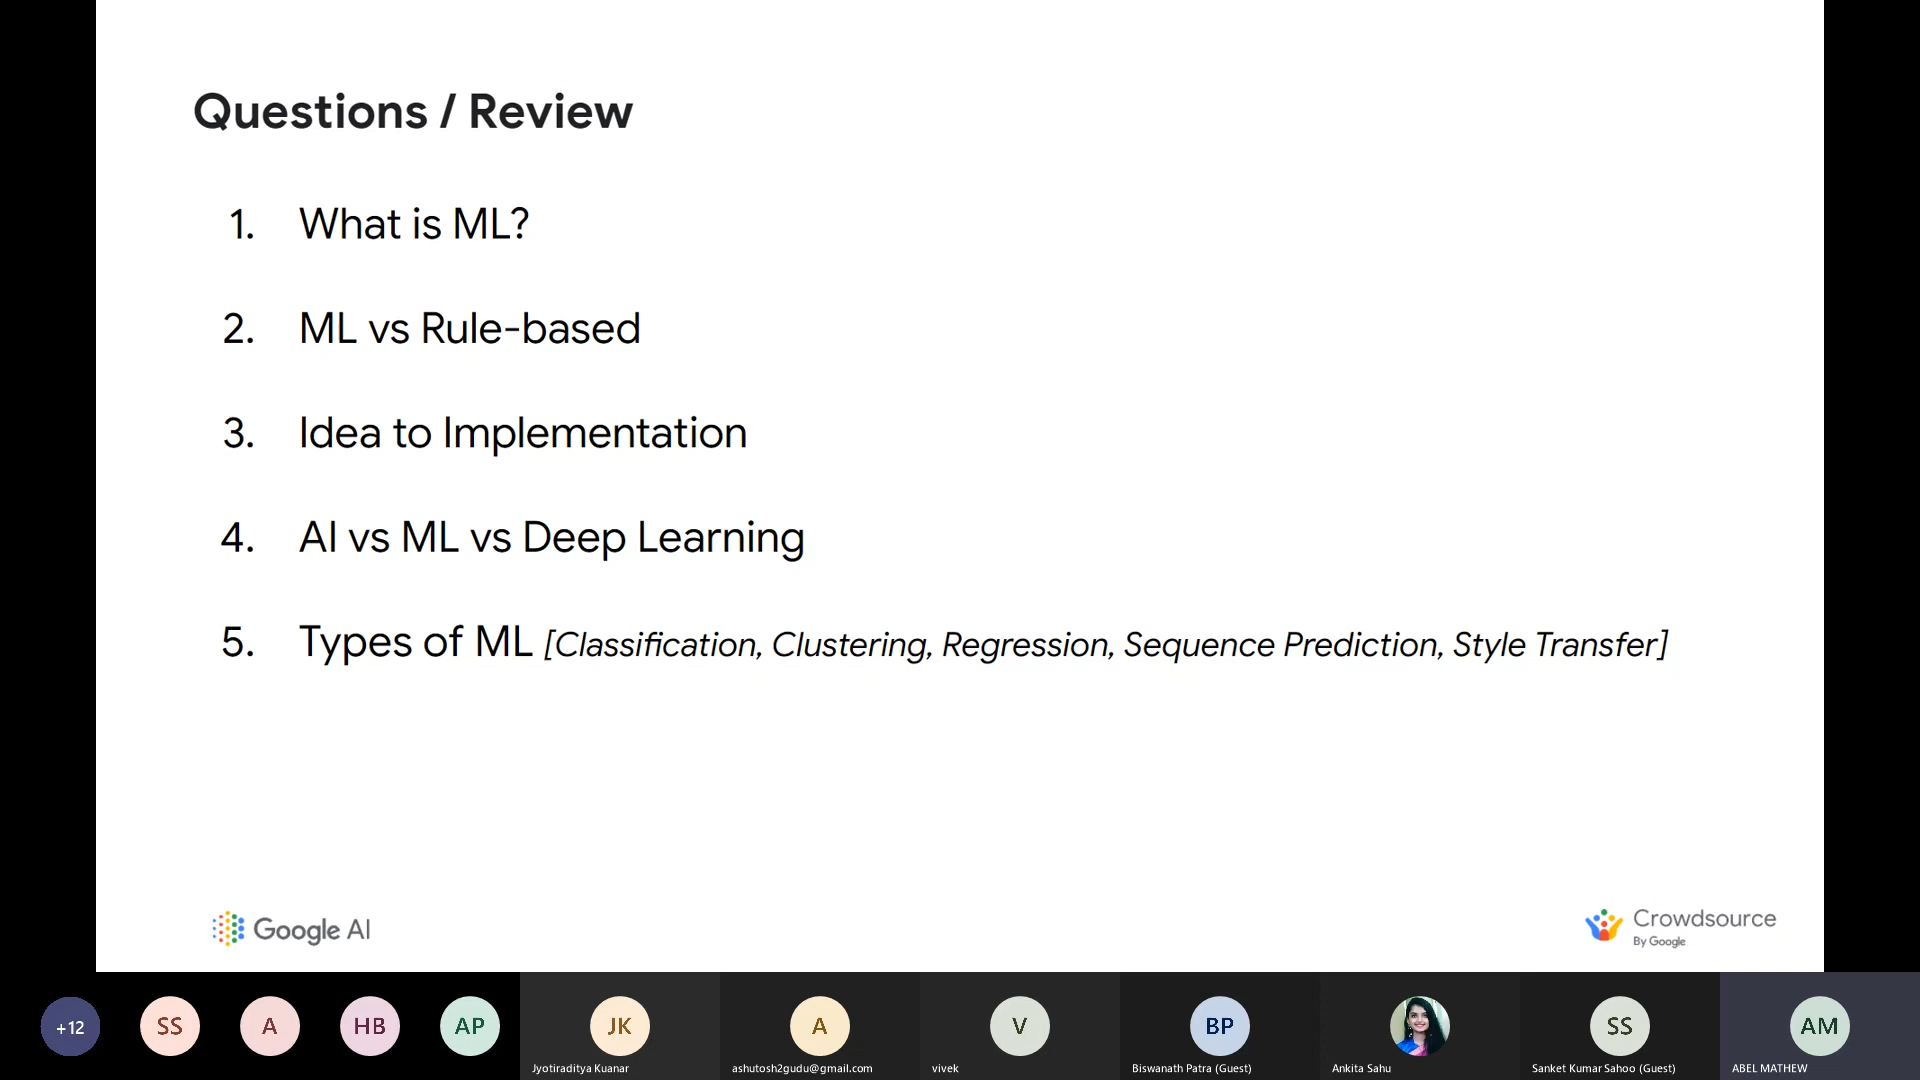 Questions / Review
1. What is ML?
2. ML vs Rule-based
3. Idea to Implementation
4. AI vs ML vs Deep Learning
5. Types of ML [Classification, Clustering, Regression, Sequence Prediction, Style Transfer]
Google AI
Crowdsource
By Google
+12
SS
A
HB
AP
JK
A
V
BP
SS
AM
Jyotiraditya Kuanar
ashutosh2gudu@gmail.com
vivek
Biswanath Patra (Guest)
Ankita Sahu
Sanket Kumar Sahoo (Guest)
ABEL MATHEW